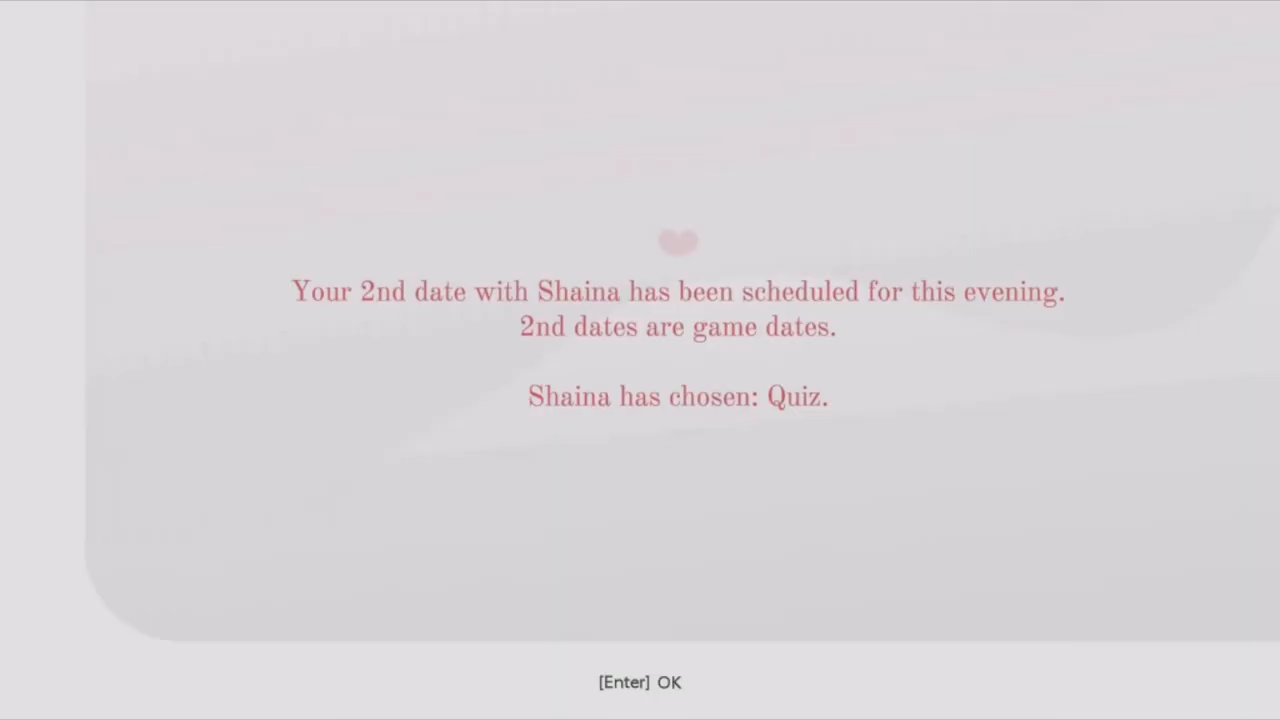 Your 2nd date with Shaina has been scheduled for this evening.
2nd dates are game dates.
Shaina has chosen: Quiz.
[Enter] OK